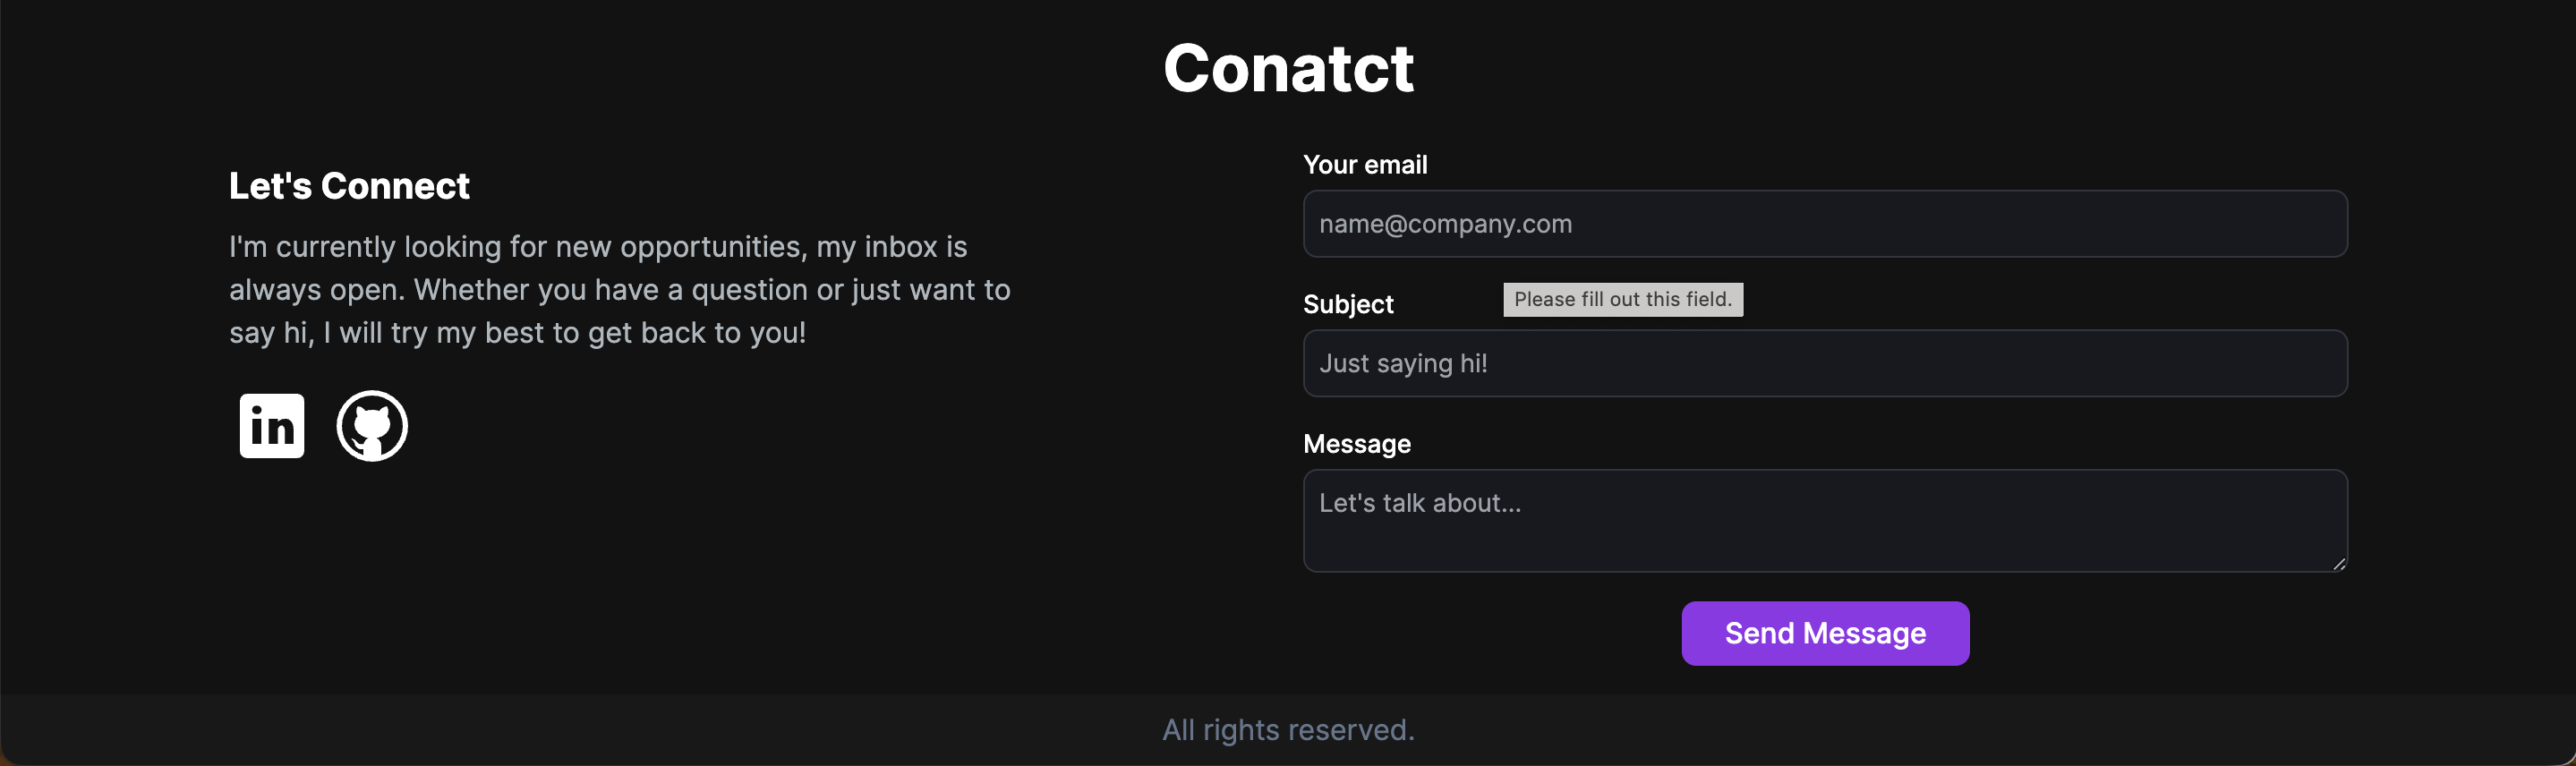 Conatct
Let's Connect
I'm currently looking for new opportunities, my inbox is
always open. Whether you have a question or just want to
say hi, I will try my best to get back to you!
in
Your email
name@company.com
Please fill out this field.
Subject
Just saying hi!
Message
Let's talk about...
Send Message
All rights reserved.